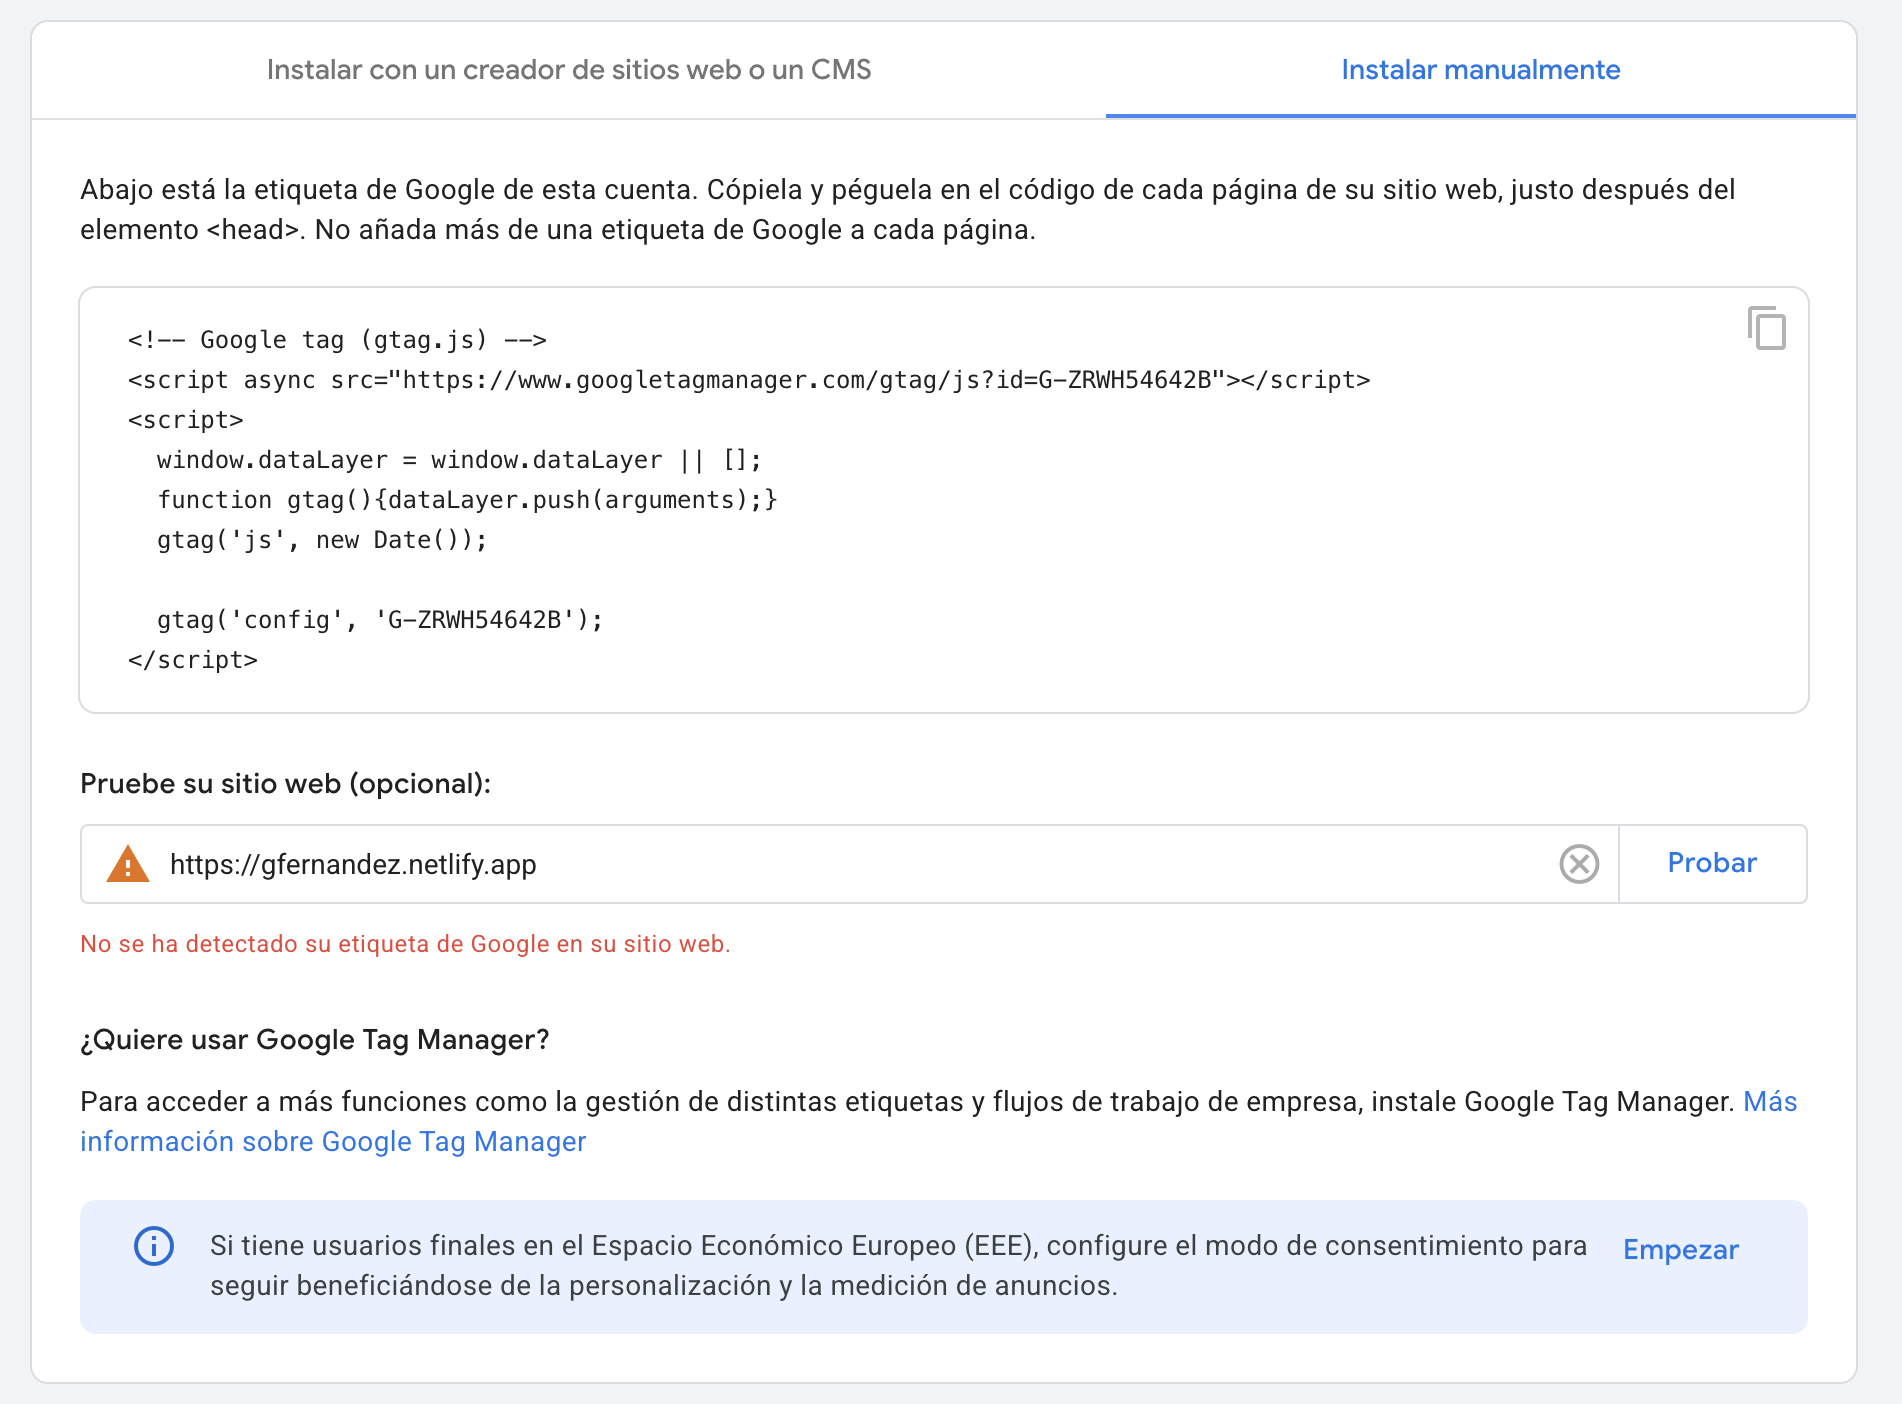 Instalar con un creador de sitios web o un CMS
Instalar manualmente
Abajo está la etiqueta de Google de esta cuenta. Cópiela y péguela en el código de cada página de su sitio web, justo después del
elemento <head>. No añada más de una etiqueta de Google a cada página.
<!-- Google tag (gtag.js) -->
<script async src="https://www.googletagmanager.com/gtag/js?id=G-ZRWH54642B"></script>
<script>
  window.dataLayer = window.dataLayer || [];
  function gtag(){dataLayer.push(arguments);}
  gtag('js', new Date());
  gtag('config', 'G-ZRWH54642B');
</script>
Pruebe su sitio web (opcional):
https://gfernandez.netlify.app
Probar
No se ha detectado su etiqueta de Google en su sitio web.
¿Quiere usar Google Tag Manager?
Para acceder a más funciones como la gestión de distintas etiquetas y flujos de trabajo de empresa, instale Google Tag Manager. Más
información sobre Google Tag Manager
Si tiene usuarios finales en el Espacio Económico Europeo (EEE), configure el modo de consentimiento para
seguir beneficiándose de la personalización y la medición de anuncios.
Empezar